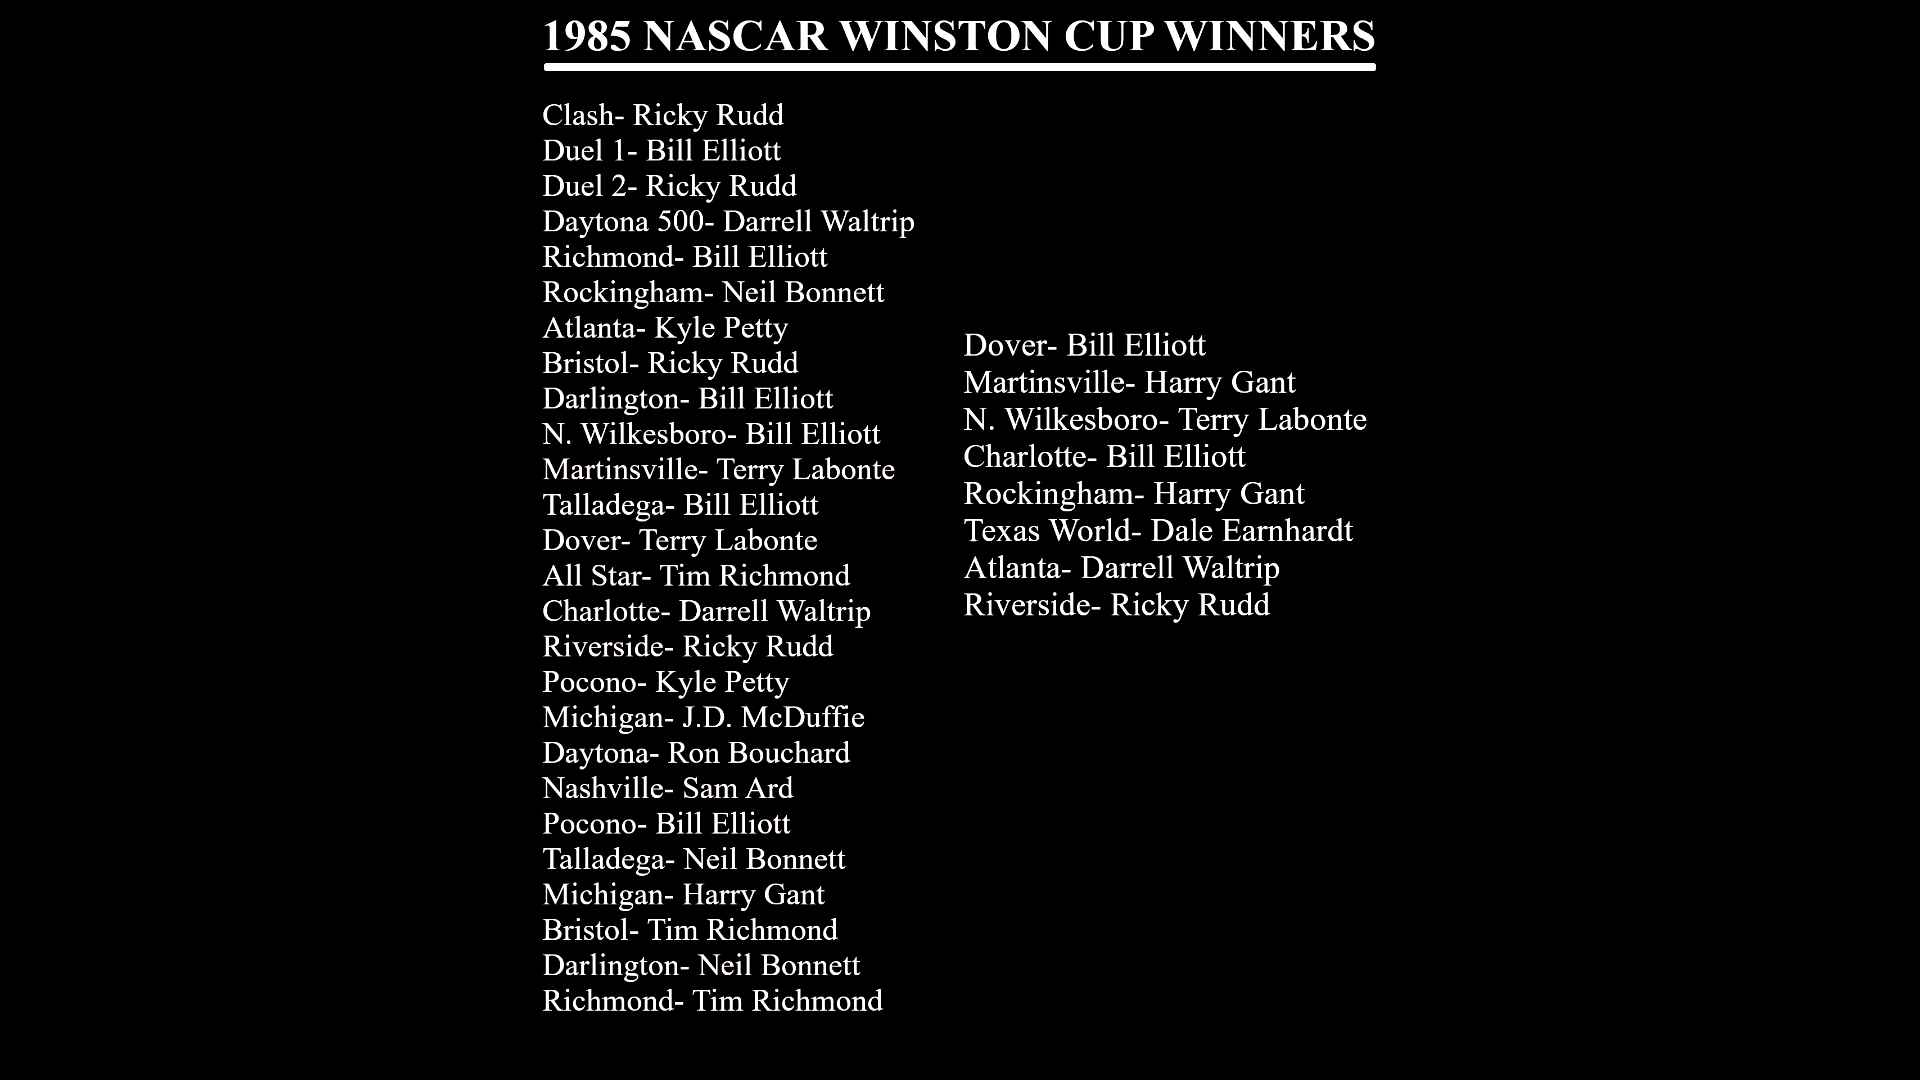 1985 NASCAR WINSTON CUP WINNERS
Clash- Ricky Rudd
Duel 1- Bill Elliott
Duel 2- Ricky Rudd
Daytona 500- Darrell Waltrip
Richmond- Bill Elliott
Rockingham- Neil Bonnett
Atlanta- Kyle Petty
Bristol- Ricky Rudd
Darlington- Bill Elliott
N. Wilkesboro- Bill Elliott
Martinsville- Terry Labonte
Talladega- Bill Elliott
Dover- Terry Labonte
All Star- Tim Richmond
Charlotte- Darrell Waltrip
Riverside- Ricky Rudd
Pocono- Kyle Petty
Michigan- J.D. McDuffie
Daytona- Ron Bouchard
Nashville- Sam Ard
Pocono- Bill Elliott
Talladega- Neil Bonnett
Michigan- Harry Gant
Bristol- Tim Richmond
Darlington- Neil Bonnett
Richmond- Tim Richmond
Dover- Bill Elliott
Martinsville- Harry Gant
N. Wilkesboro- Terry Labonte
Charlotte- Bill Elliott
Rockingham- Harry Gant
Texas World- Dale Earnhardt
Atlanta- Darrell Waltrip
Riverside- Ricky Rudd